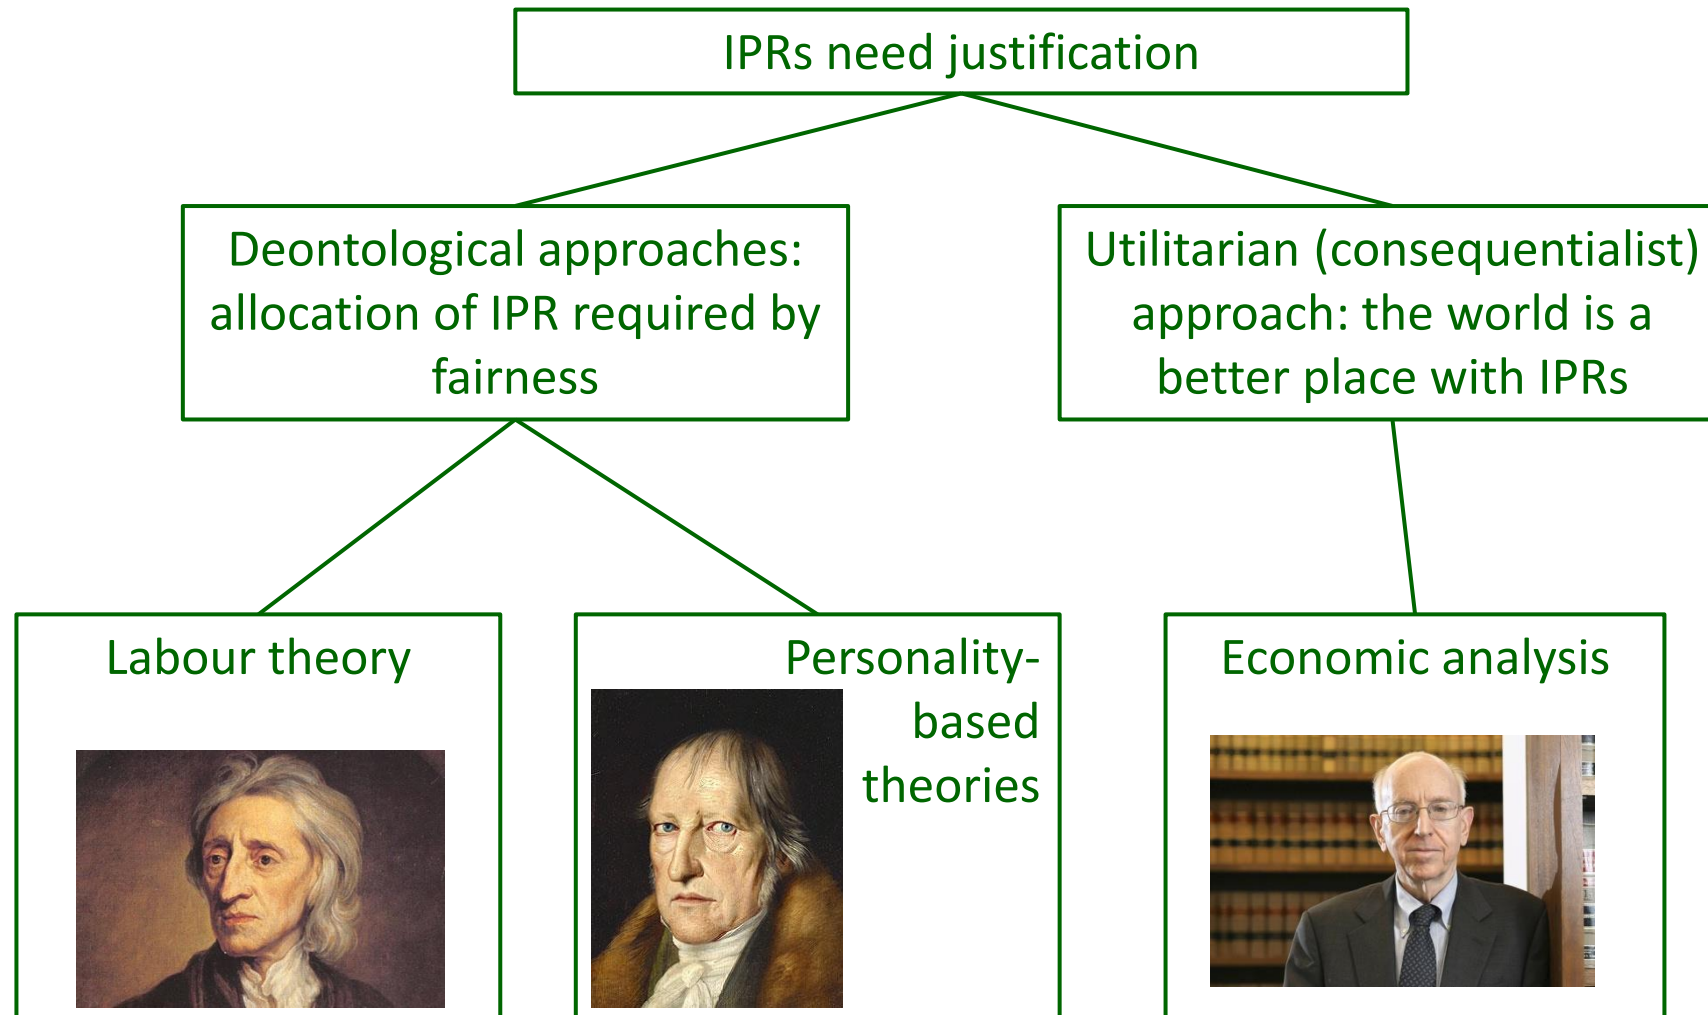 IPRs need justification
Deontological approaches:
allocation of IPR required by
fairness
Utilitarian (consequentialist)
approach: the world is a
better place with IPRs
Labour theory
Personality-
based
theories
Economic analysis